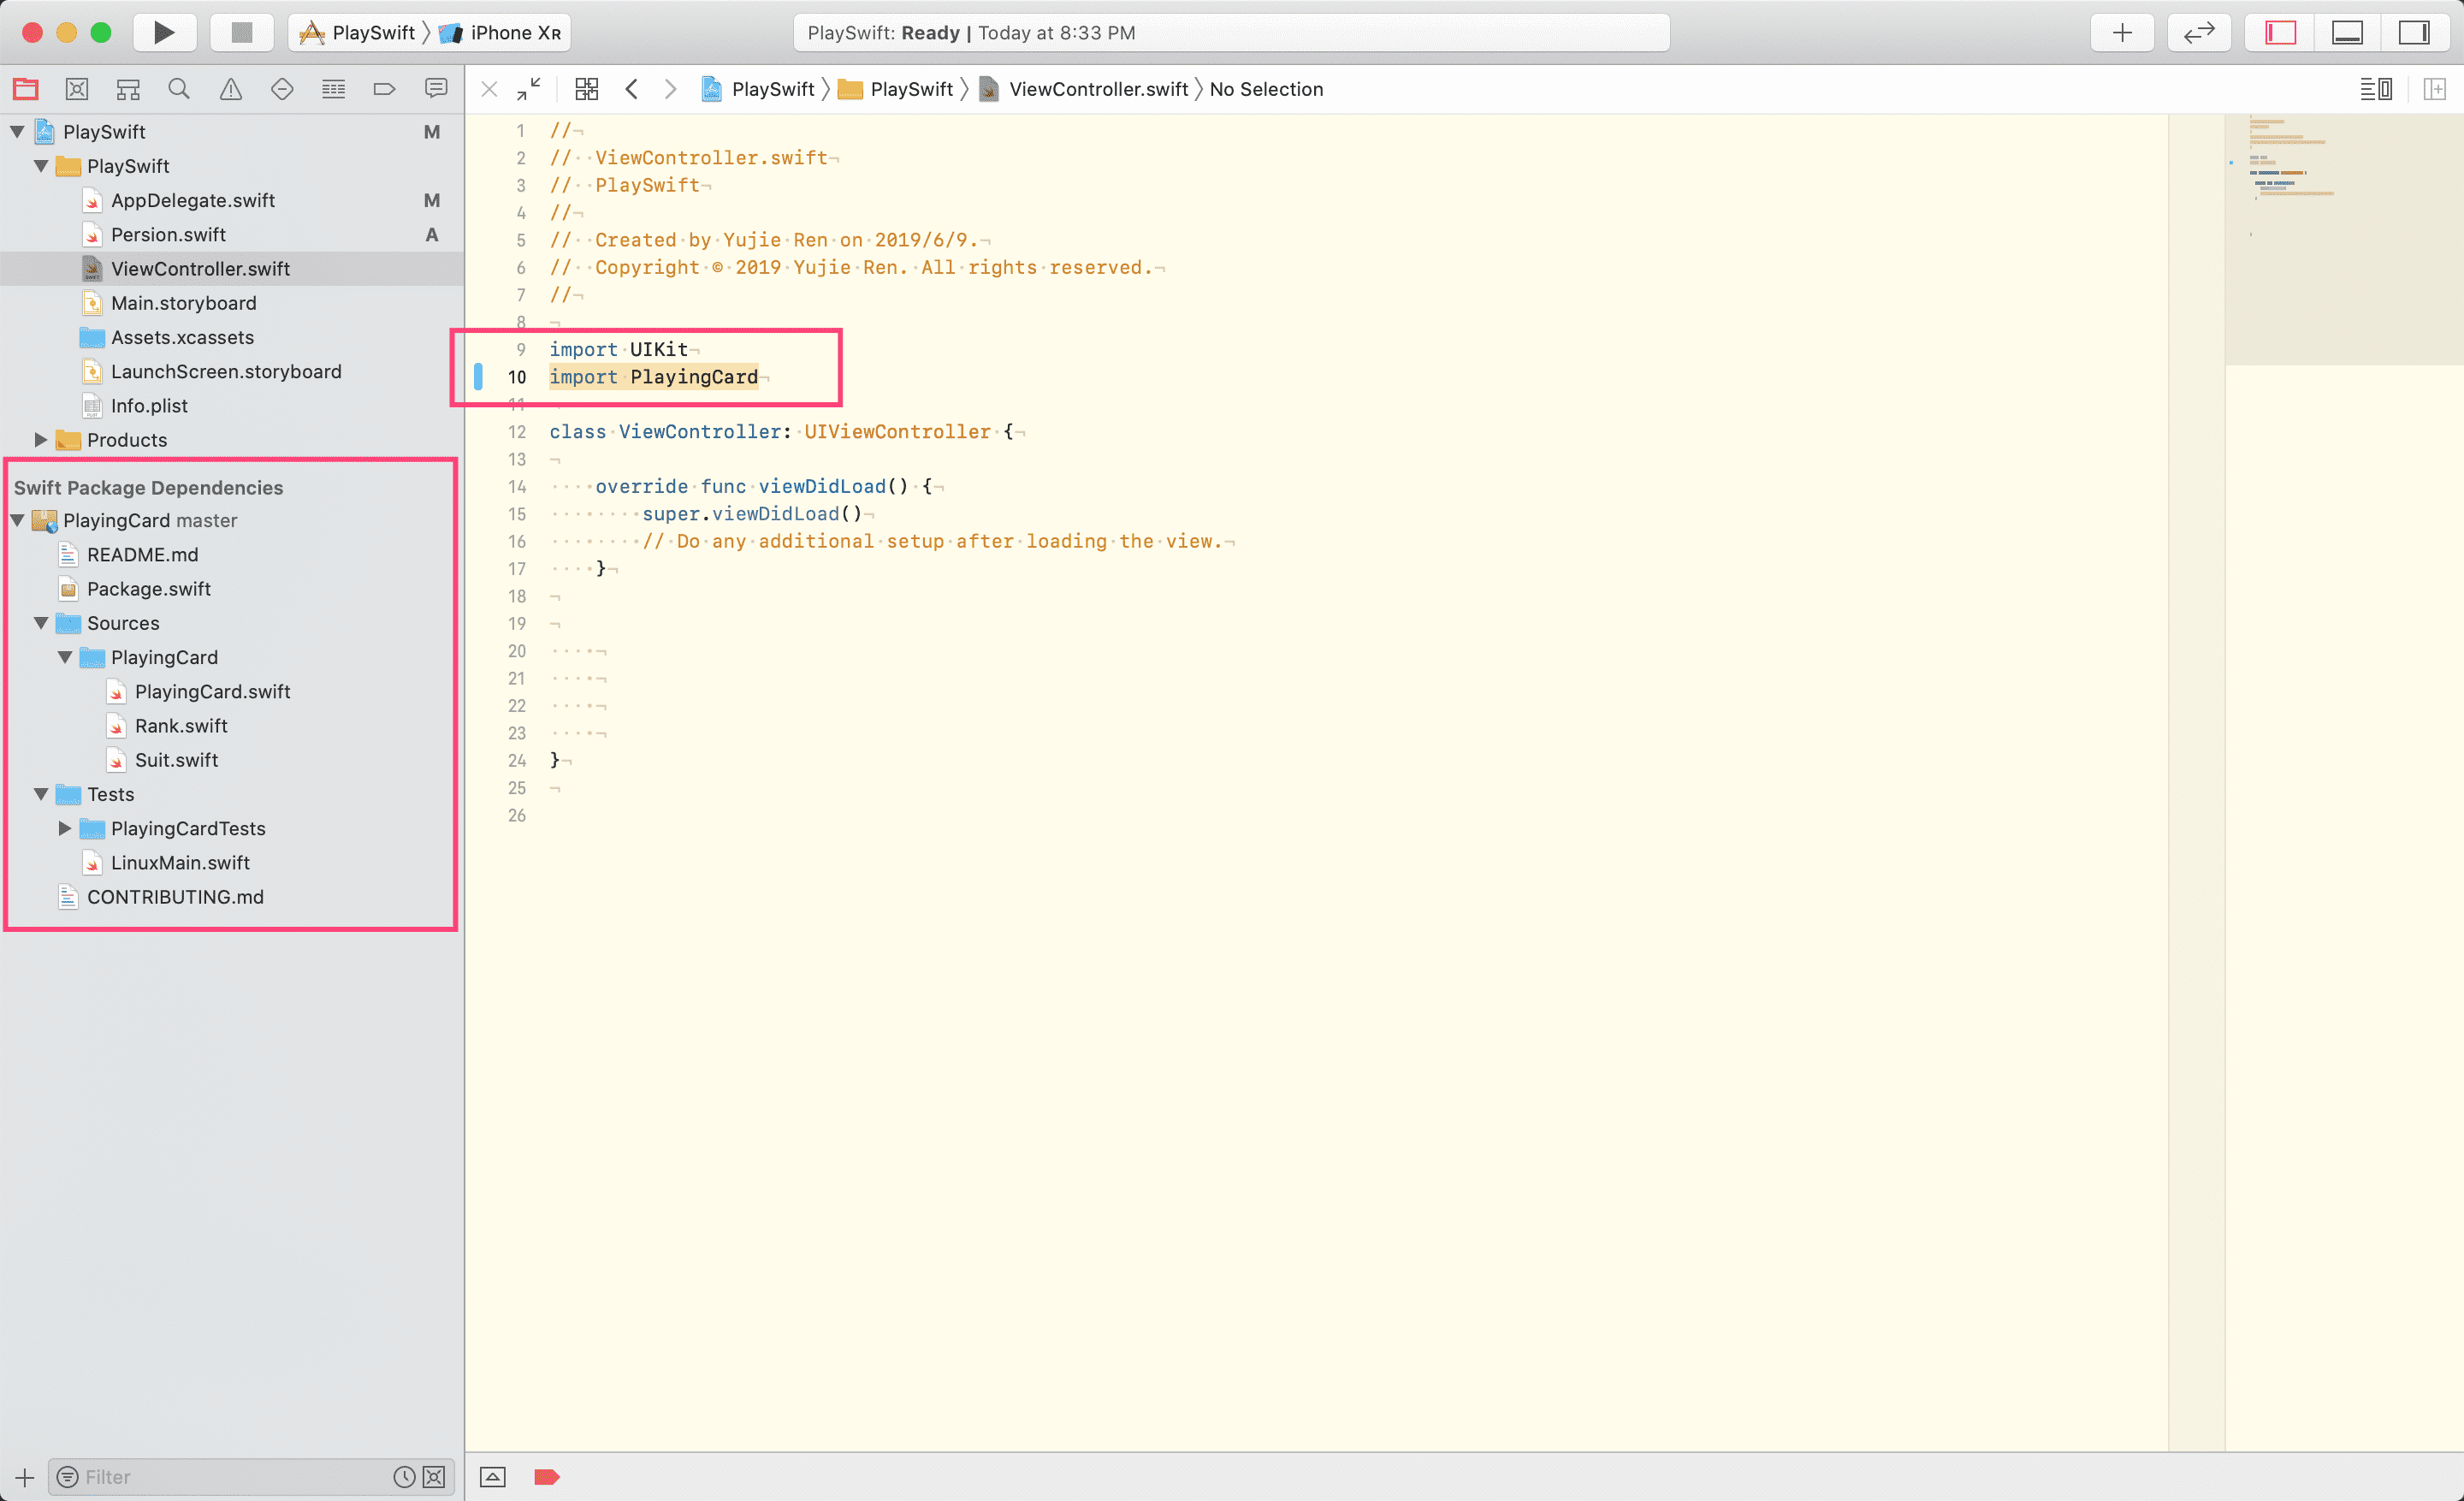 PlaySwift 〉 iPhone XR
PlaySwift: Ready | Today at 8:33 PM
PlaySwift 〉 PlaySwift 〉 ViewController.swift 〉 No Selection
PlaySwift M
PlaySwift
AppDelegate.swift M
Persion.swift A
ViewController.swift
Main.storyboard
Assets.xcassets
LaunchScreen.storyboard
Info.plist
Products
Swift Package Dependencies
PlayingCard master
README.md
Package.swift
Sources
PlayingCard
PlayingCard.swift
Rank.swift
Suit.swift
Tests
PlayingCardTests
LinuxMain.swift
CONTRIBUTING.md
Filter
1 //
2 //  ViewController.swift
3 //  PlaySwift
4 //
5 //  Created by Yujie Ren on 2019/6/9.
6 //  Copyright © 2019 Yujie Ren. All rights reserved.
7 //
8
9 import UIKit
10 import PlayingCard
11
12 class ViewController: UIViewController {
13
14     override func viewDidLoad() {
15         super.viewDidLoad()
16         // Do any additional setup after loading the view.
17     }
18
19
20
21
22
23
24 }
25
26